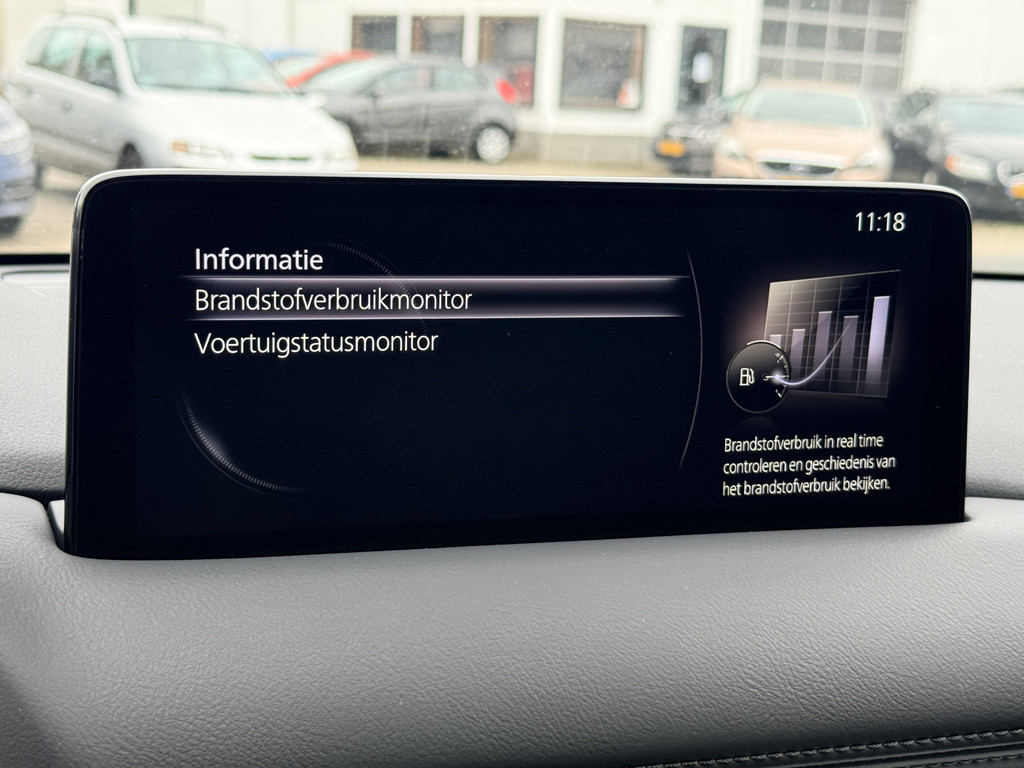 11:18
Informatie
Brandstofverbruikmonitor
Voertuigstatusmonitor
Brandstofverbruik in real time
controleren en geschiedenis van
het brandstofverbruik bekijken.